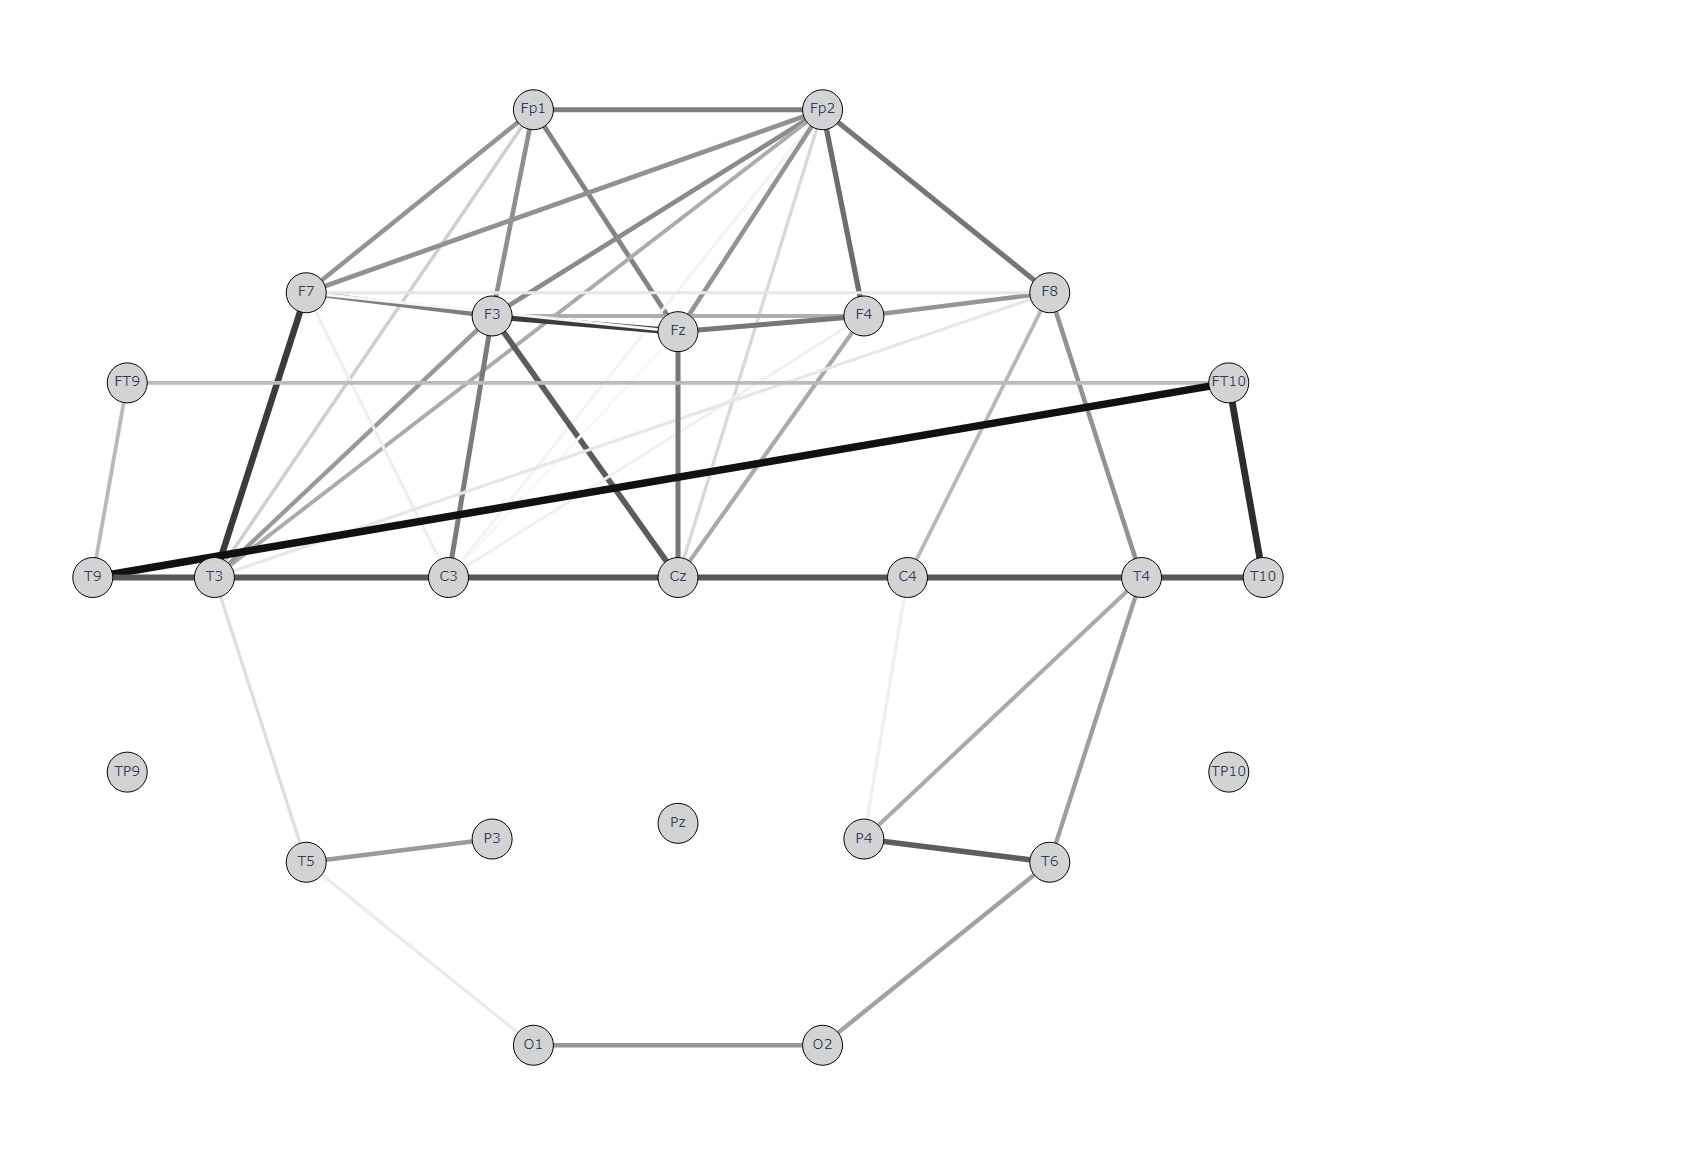 Fp1 Fp2
F7 F3 Fz F4 F8
FT9 FT10
T9 T3 C3 Cz C4 T4 T10
TP9 TP10
T5 P3 Pz P4 T6
O1 O2